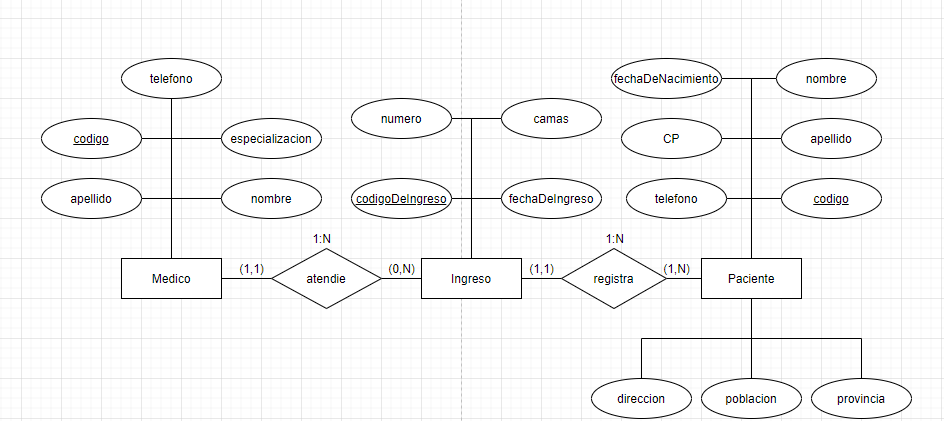 telefono
fechaDeNacimiento
nombre
numero
camas
codigo
especializacion
CP
apellido
apellido
nombre
codigoDeIngreso
fechaDeIngreso
telefono
codigo
1:N
1:N
Medico
(1,1)
atendie
(0,N)
Ingreso
(1,1)
registra
(1,N)
Paciente
direccion
poblacion
provincia